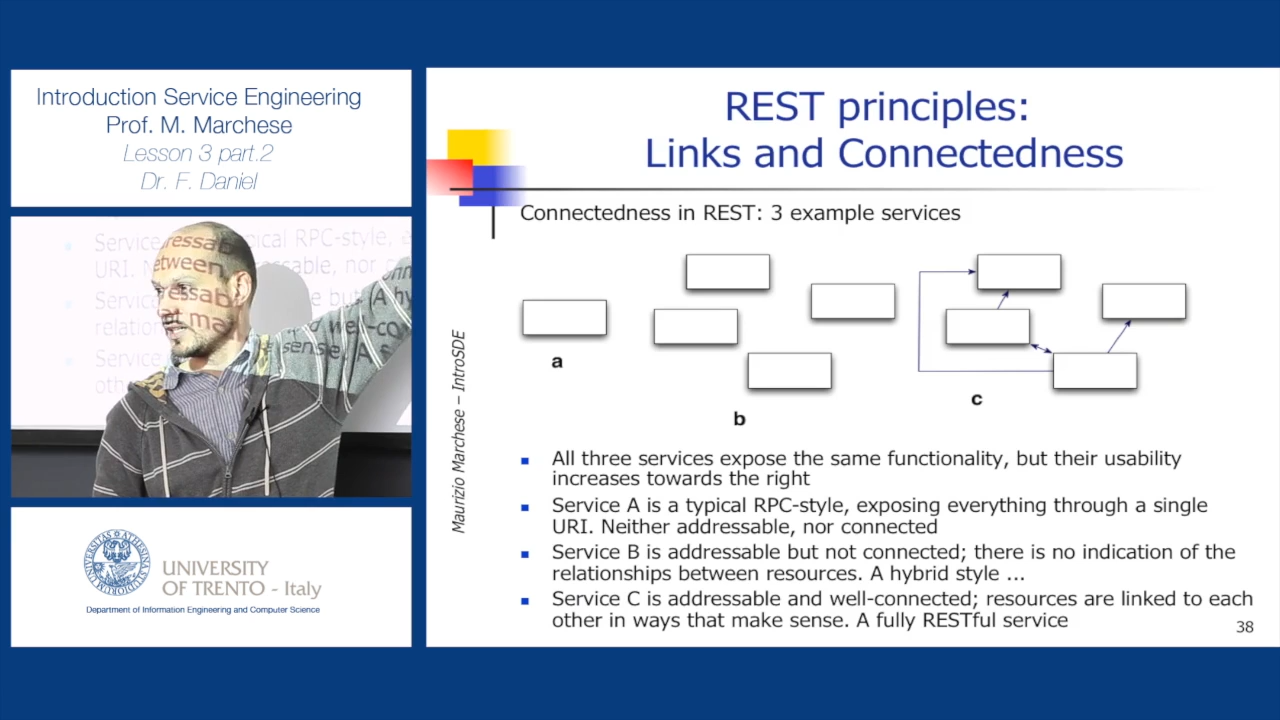 Introduction Service Engineering
Prof. M. Marchese
Lesson 3 part.2
Dr. F. Daniel
UNIVERSITY
OF TRENTO - Italy
Department of Information Engineering and Computer Science
REST principles:
Links and Connectedness
Connectedness in REST: 3 example services
a
b
c
Maurizio Marchese – IntroSDE
All three services expose the same functionality, but their usability
increases towards the right
Service A is a typical RPC-style, exposing everything through a single
URI. Neither addressable, nor connected
Service B is addressable but not connected; there is no indication of the
relationships between resources. A hybrid style ...
Service C is addressable and well-connected; resources are linked to each
other in ways that make sense. A fully RESTful service
38